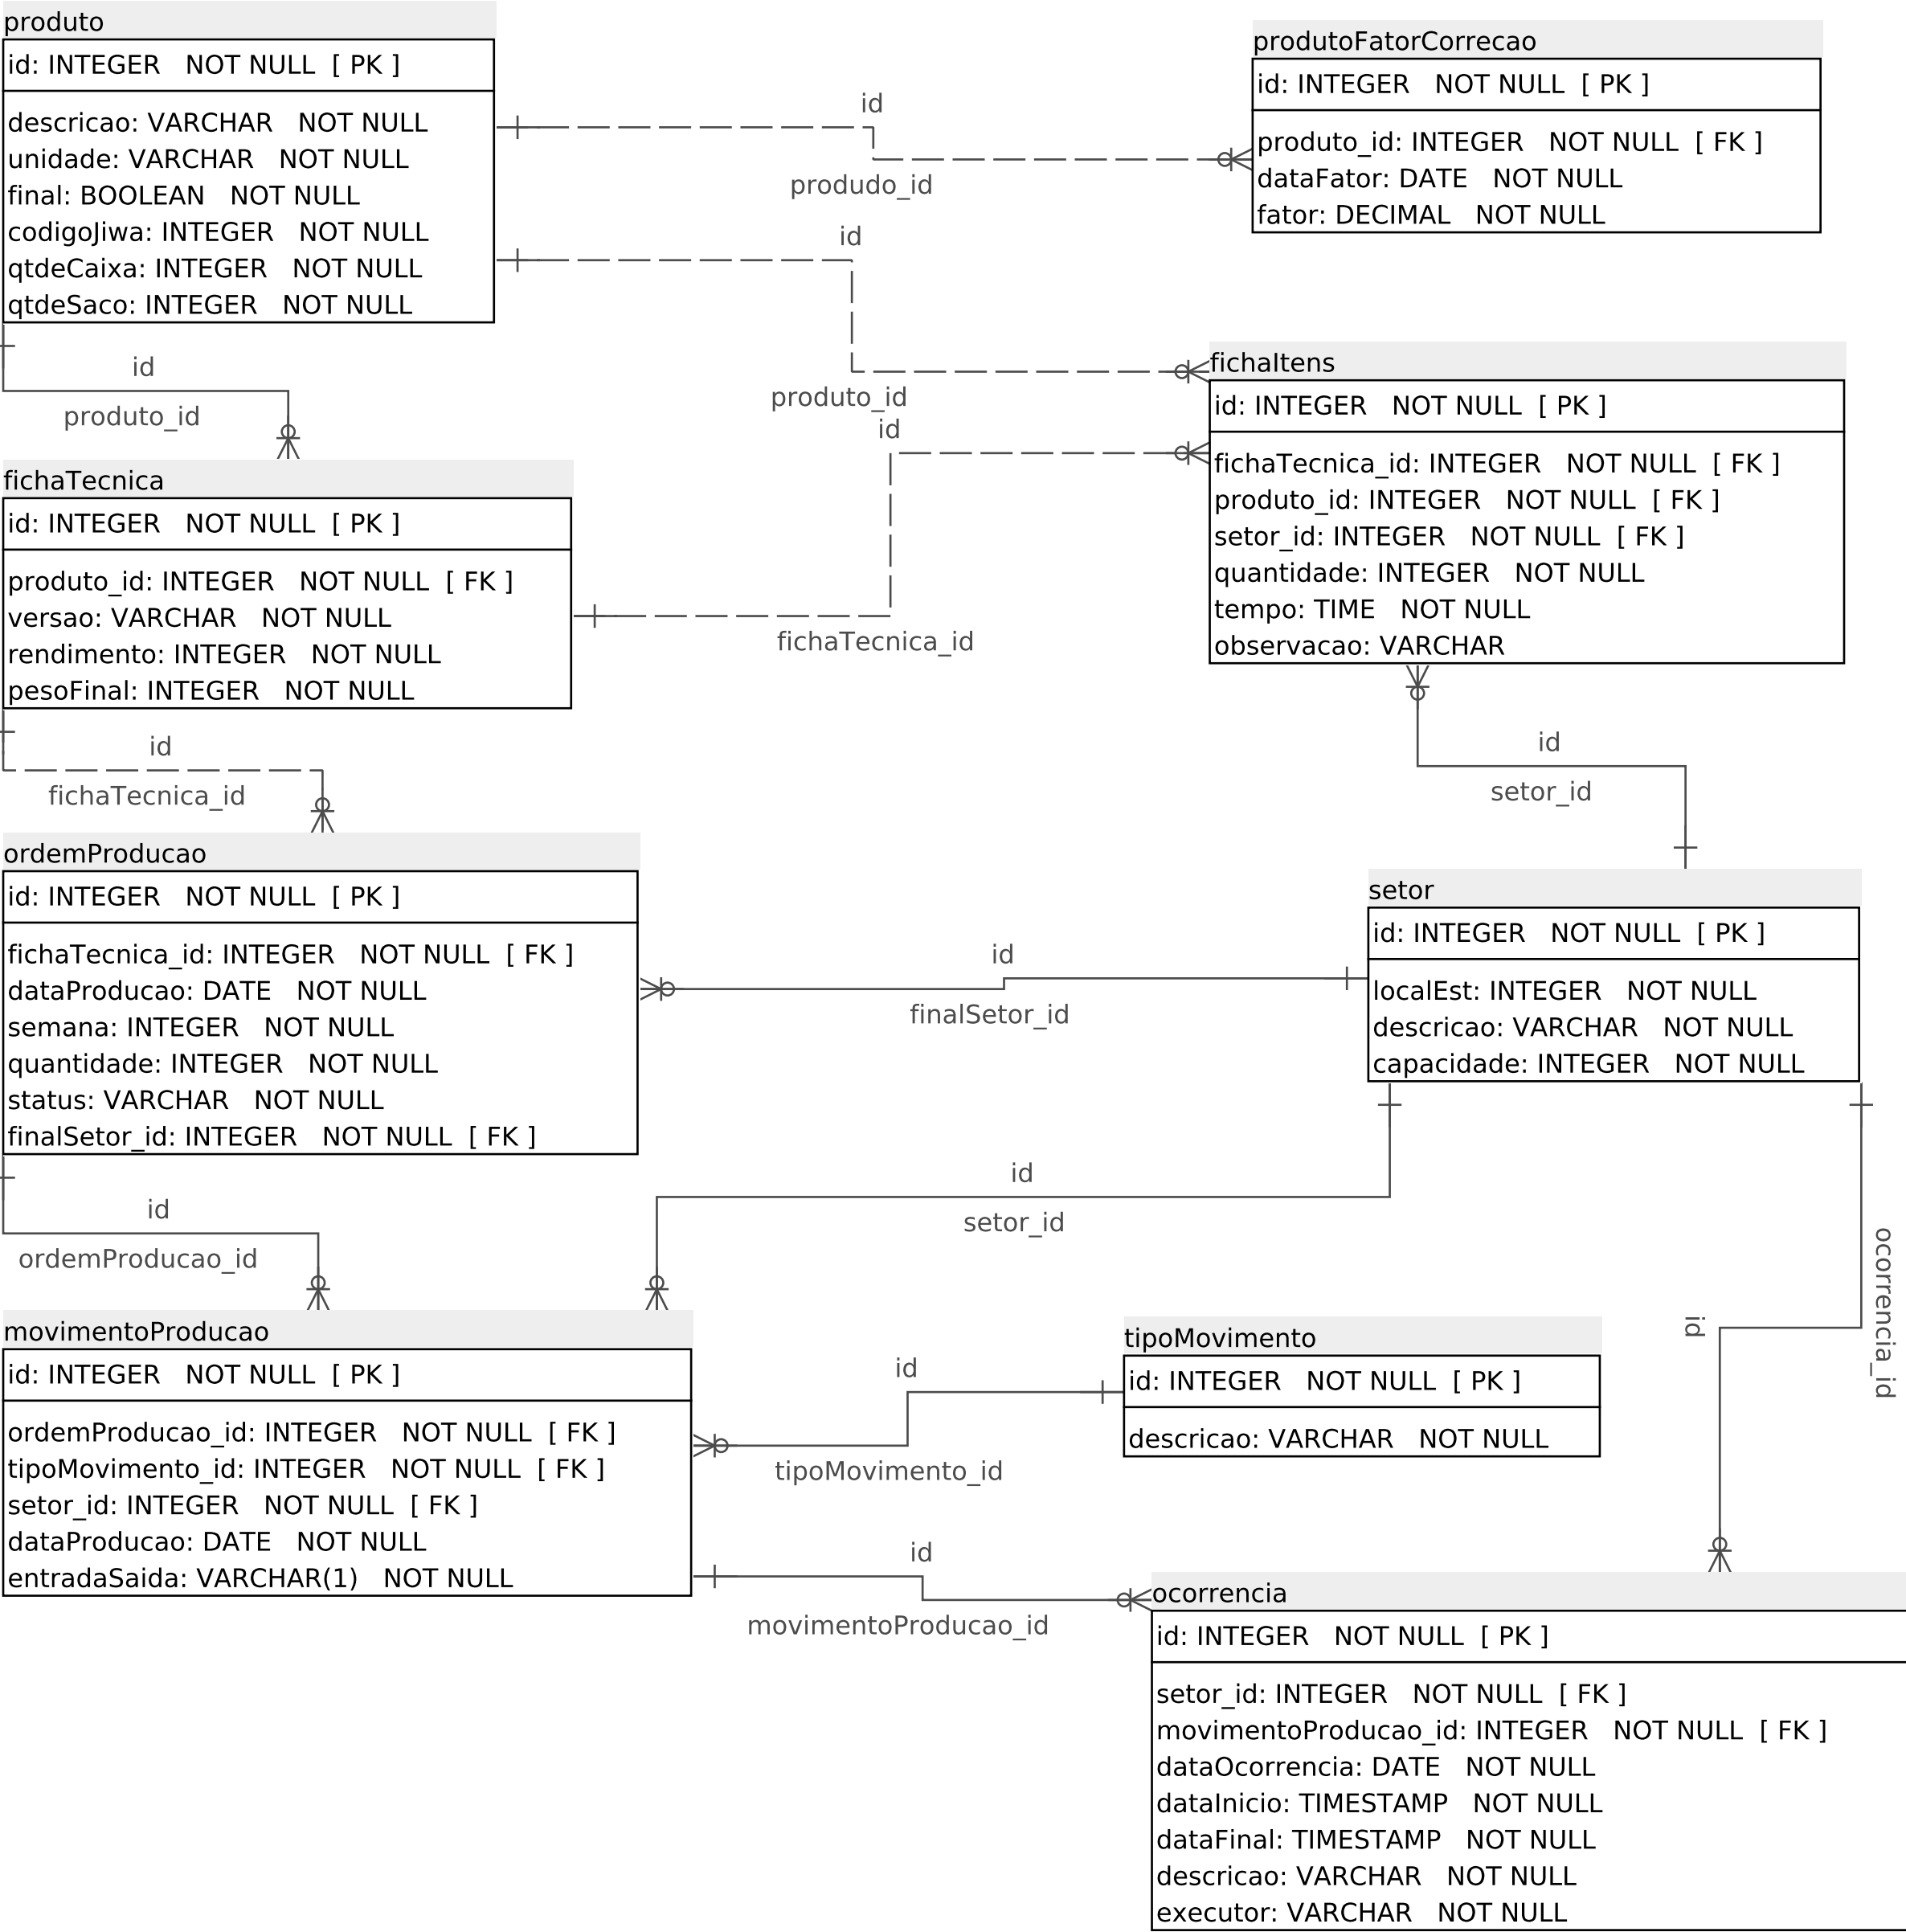 produto
id: INTEGER NOT NULL [ PK ]
descricao: VARCHAR NOT NULL
unidade: VARCHAR NOT NULL
final: BOOLEAN NOT NULL
codigoJiwa: INTEGER NOT NULL
qtdeCaixa: INTEGER NOT NULL
qtdeSaco: INTEGER NOT NULL
id
produdo_id
produtoFatorCorrecao
id: INTEGER NOT NULL [ PK ]
produto_id: INTEGER NOT NULL [ FK ]
dataFator: DATE NOT NULL
fator: DECIMAL NOT NULL
id
produto_id
id
produto_id
id
fichaTecnica_id
fichaItens
id: INTEGER NOT NULL [ PK ]
fichaTecnica_id: INTEGER NOT NULL [ FK ]
produto_id: INTEGER NOT NULL [ FK ]
setor_id: INTEGER NOT NULL [ FK ]
quantidade: INTEGER NOT NULL
tempo: TIME NOT NULL
observacao: VARCHAR
fichaTecnica
id: INTEGER NOT NULL [ PK ]
produto_id: INTEGER NOT NULL [ FK ]
versao: VARCHAR NOT NULL
rendimento: INTEGER NOT NULL
pesoFinal: INTEGER NOT NULL
id
fichaTecnica_id
id
setor_id
ordemProducao
id: INTEGER NOT NULL [ PK ]
fichaTecnica_id: INTEGER NOT NULL [ FK ]
dataProducao: DATE NOT NULL
semana: INTEGER NOT NULL
quantidade: INTEGER NOT NULL
status: VARCHAR NOT NULL
finalSetor_id: INTEGER NOT NULL [ FK ]
id
finalSetor_id
setor
id: INTEGER NOT NULL [ PK ]
localEst: INTEGER NOT NULL
descricao: VARCHAR NOT NULL
capacidade: INTEGER NOT NULL
id
ordemProducao_id
id
setor_id
ocorrencia_id
id
movimentoProducao
id: INTEGER NOT NULL [ PK ]
ordemProducao_id: INTEGER NOT NULL [ FK ]
tipoMovimento_id: INTEGER NOT NULL [ FK ]
setor_id: INTEGER NOT NULL [ FK ]
dataProducao: DATE NOT NULL
entradaSaida: VARCHAR(1) NOT NULL
id
tipoMovimento_id
tipoMovimento
id: INTEGER NOT NULL [ PK ]
descricao: VARCHAR NOT NULL
id
movimentoProducao_id
ocorrencia
id: INTEGER NOT NULL [ PK ]
setor_id: INTEGER NOT NULL [ FK ]
movimentoProducao_id: INTEGER NOT NULL [ FK ]
dataOcorrencia: DATE NOT NULL
dataInicio: TIMESTAMP NOT NULL
dataFinal: TIMESTAMP NOT NULL
descricao: VARCHAR NOT NULL
executor: VARCHAR NOT NULL